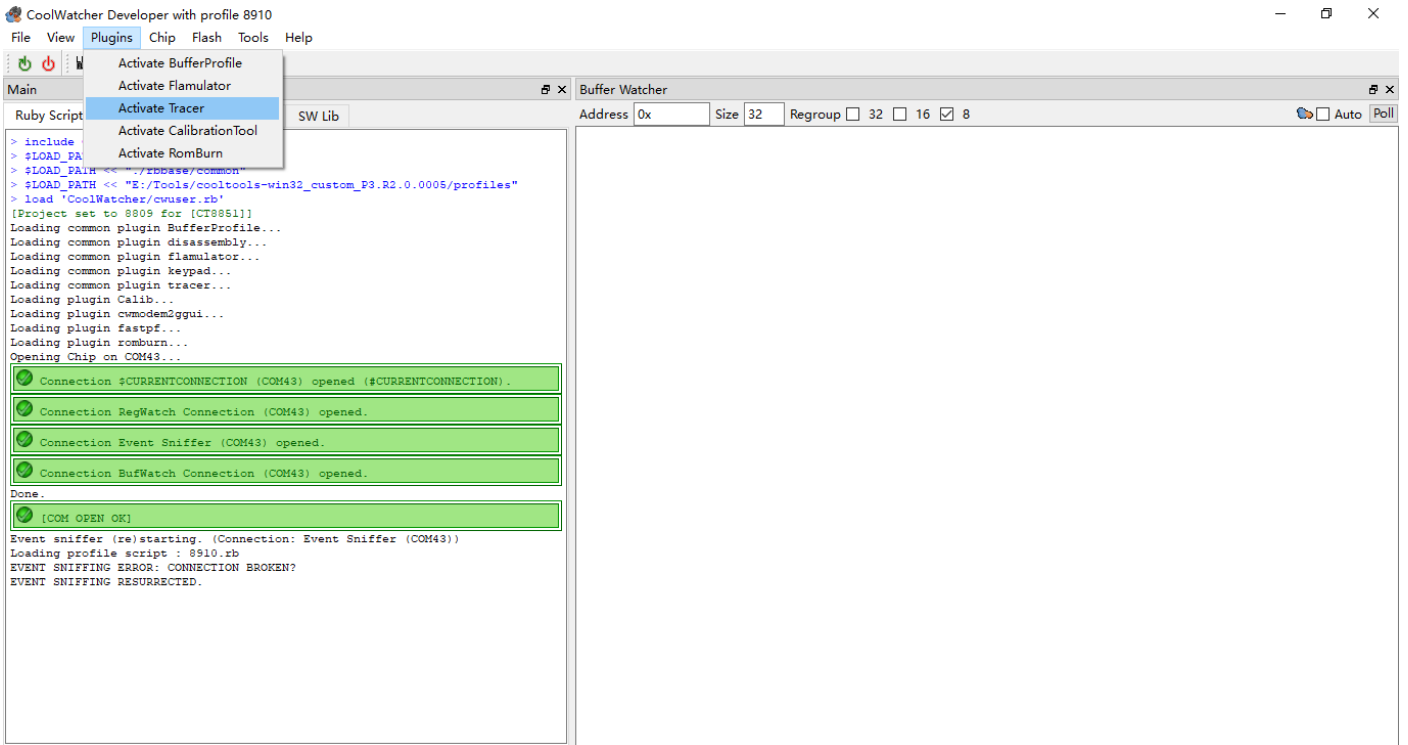 CoolWatcher Developer with profile 8910
File View Plugins Chip Flash Tools Help
Activate BufferProfile
Activate Flamulator
Activate Tracer
Activate CalibrationTool
Activate RomBurn
Main
Buffer Watcher
Ruby Script
SW Lib
Address 0x Size 32 Regroup 32 16 8 Auto Poll
> include
> $LOAD_PA
> $LOAD_PATH << "./rbbase/common"
> $LOAD_PATH << "E:/Tools/cooltools-win32_custom_P3.R2.0.0005/profiles"
> load 'CoolWatcher/cwuser.rb'
[Project set to 8809 for [CT8851]]
Loading common plugin BufferProfile...
Loading common plugin disassembly...
Loading common plugin flamulator...
Loading common plugin keypad...
Loading common plugin tracer...
Loading plugin Calib...
Loading plugin cwmodem2ggui...
Loading plugin fastpf...
Loading plugin romburn...
Opening Chip on COM43...
Connection $CURRENTCONNECTION (COM43) opened (#CURRENTCONNECTION).
Connection RegWatch Connection (COM43) opened.
Connection Event Sniffer (COM43) opened.
Connection BufWatch Connection (COM43) opened.
Done.
[COM OPEN OK]
Event sniffer (re)starting. (Connection: Event Sniffer (COM43))
Loading profile script : 8910.rb
EVENT SNIFFING ERROR: CONNECTION BROKEN?
EVENT SNIFFING RESURRECTED.